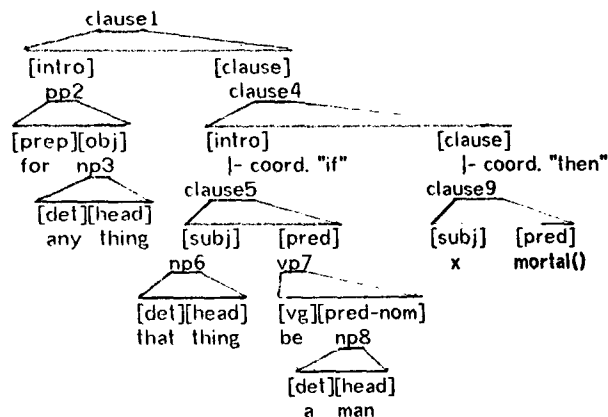 clause1
[intro] [clause]
pp2 clause4
[prep][obj] [intro] [clause]
for np3 |- coord. "if" |- coord. "then"
clause5 clause9
[det][head] [subj] [pred] [subj] [pred]
any thing x mortal()
np6 vp7
[det][head] [vg][pred-nom]
that thing be np8
[det][head]
a man